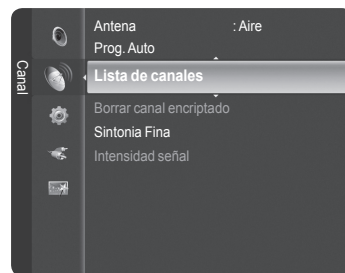 Canal
Antena : Aire
Prog. Auto
Lista de canales
Borrar canal encriptado
Sintonia Fina
Intensidad señal